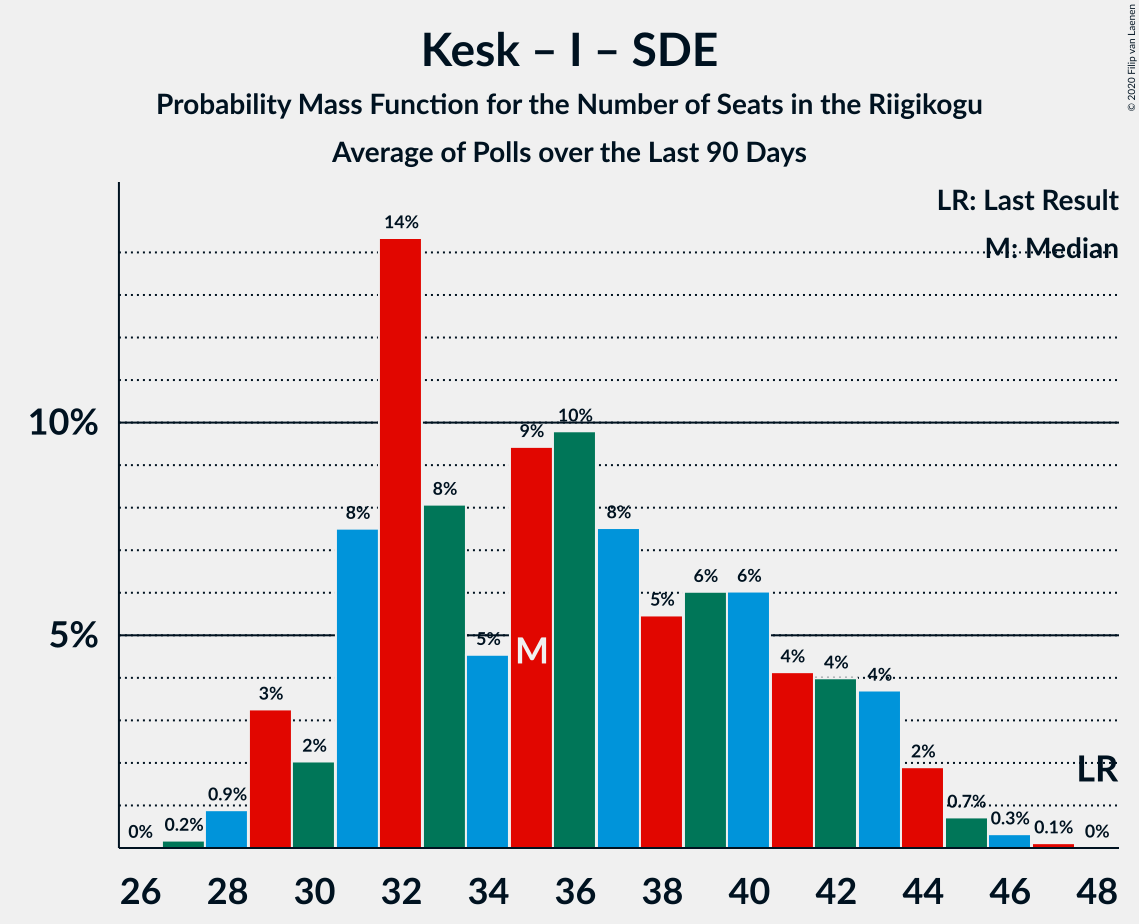 Kesk – I – SDE
Probability Mass Function for the Number of Seats in the Riigikogu
Average of Polls over the Last 90 Days
© 2020 Filip van Laenen
LR: Last Result
M: Median
10%
5%
0%
0.2%
0.9%
3%
2%
8%
14%
8%
5%
9%
10%
8%
5%
6%
6%
4%
4%
4%
2%
0.7%
0.3%
0.1%
0%
M
LR
26 28 30 32 34 36 38 40 42 44 46 48